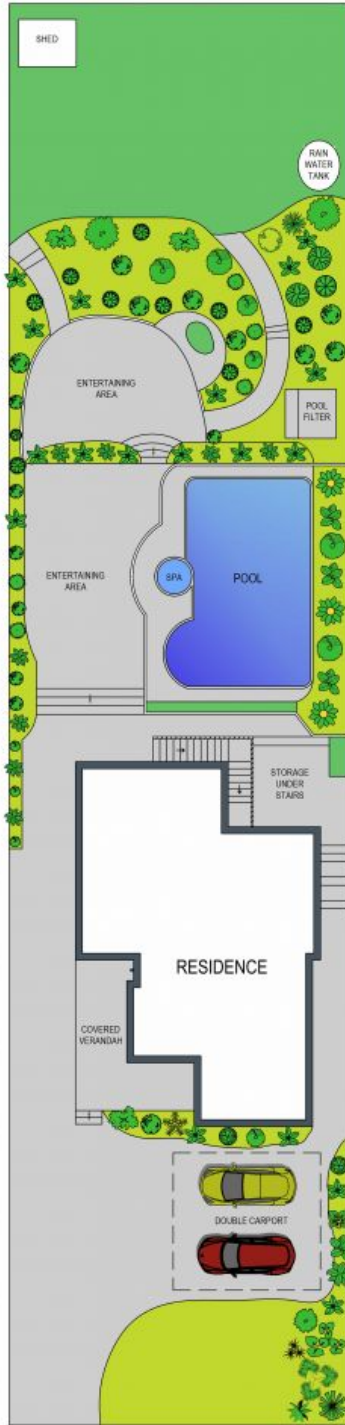 SHED
RAIN
WATER
TANK
ENTERTAINING
AREA
POOL
FILTER
ENTERTAINING
AREA
SPA
POOL
STORAGE
UNDER
STAIRS
RESIDENCE
COVERED
VERANDAH
DOUBLE CARPORT